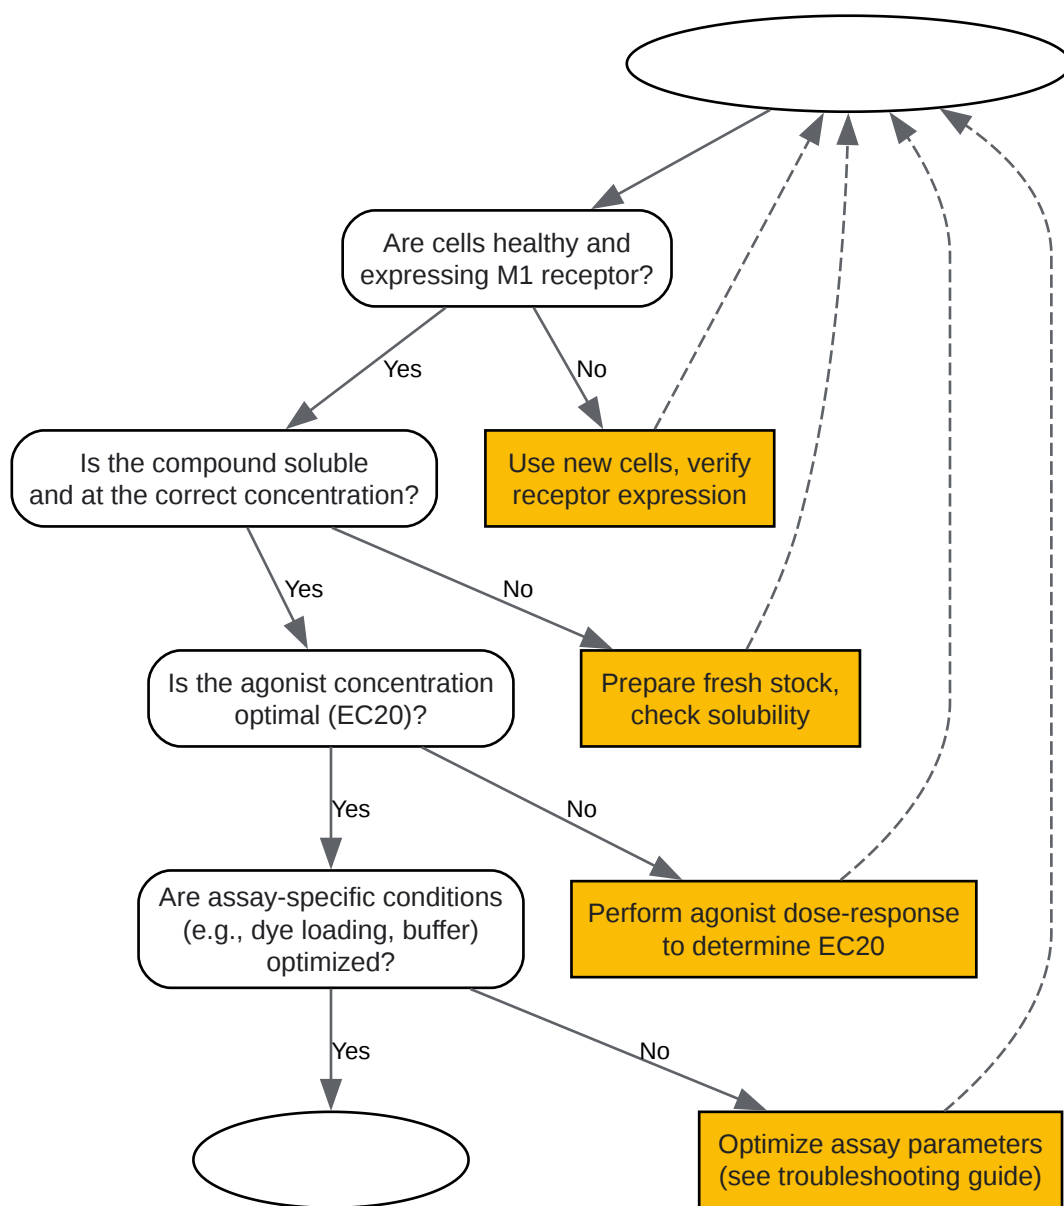 Are cells healthy and
expressing M1 receptor?
Yes
No
Is the compound soluble
and at the correct concentration?
Use new cells, verify
receptor expression
Yes
No
Is the agonist concentration
optimal (EC20)?
Prepare fresh stock,
check solubility
Yes
No
Are assay-specific conditions
(e.g., dye loading, buffer)
optimized?
Perform agonist dose-response
to determine EC20
Yes
No
Optimize assay parameters
(see troubleshooting guide)